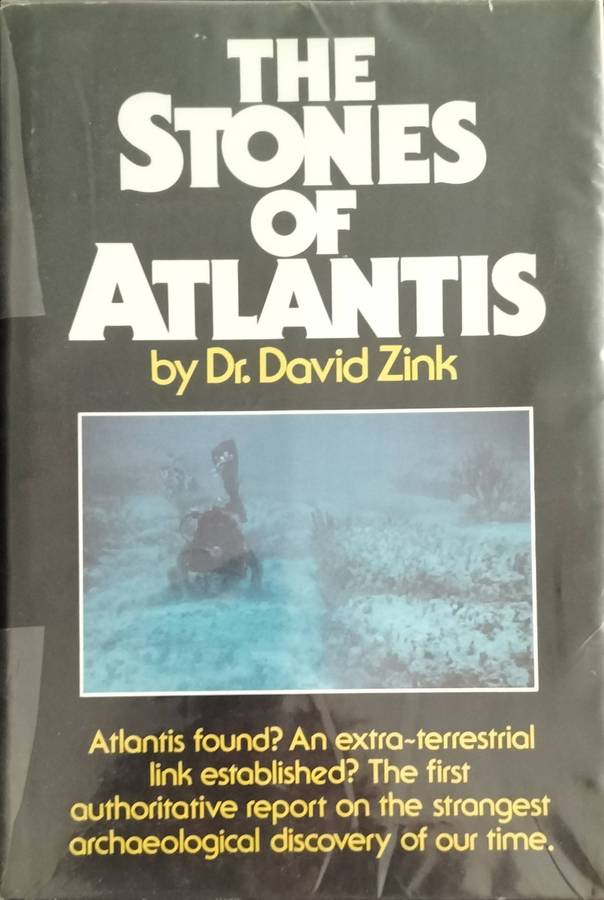 THE
STONES
OF
ATLANTIS
by Dr. David Zink
Atlantis found? An extra-terrestrial
link established? The first
authoritative report on the strangest
archaeological discovery of our time.